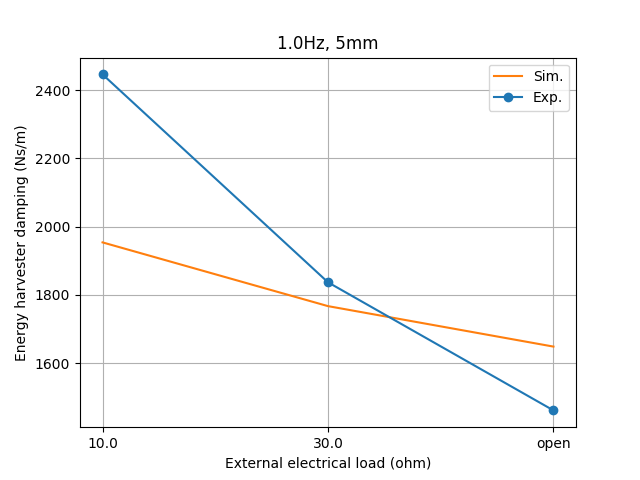 1.0Hz, 5mm
Sim.
Exp.
2400
2200
2000
1800
1600
Energy harvester damping (Ns/m)
10.0
30.0
open
External electrical load (ohm)